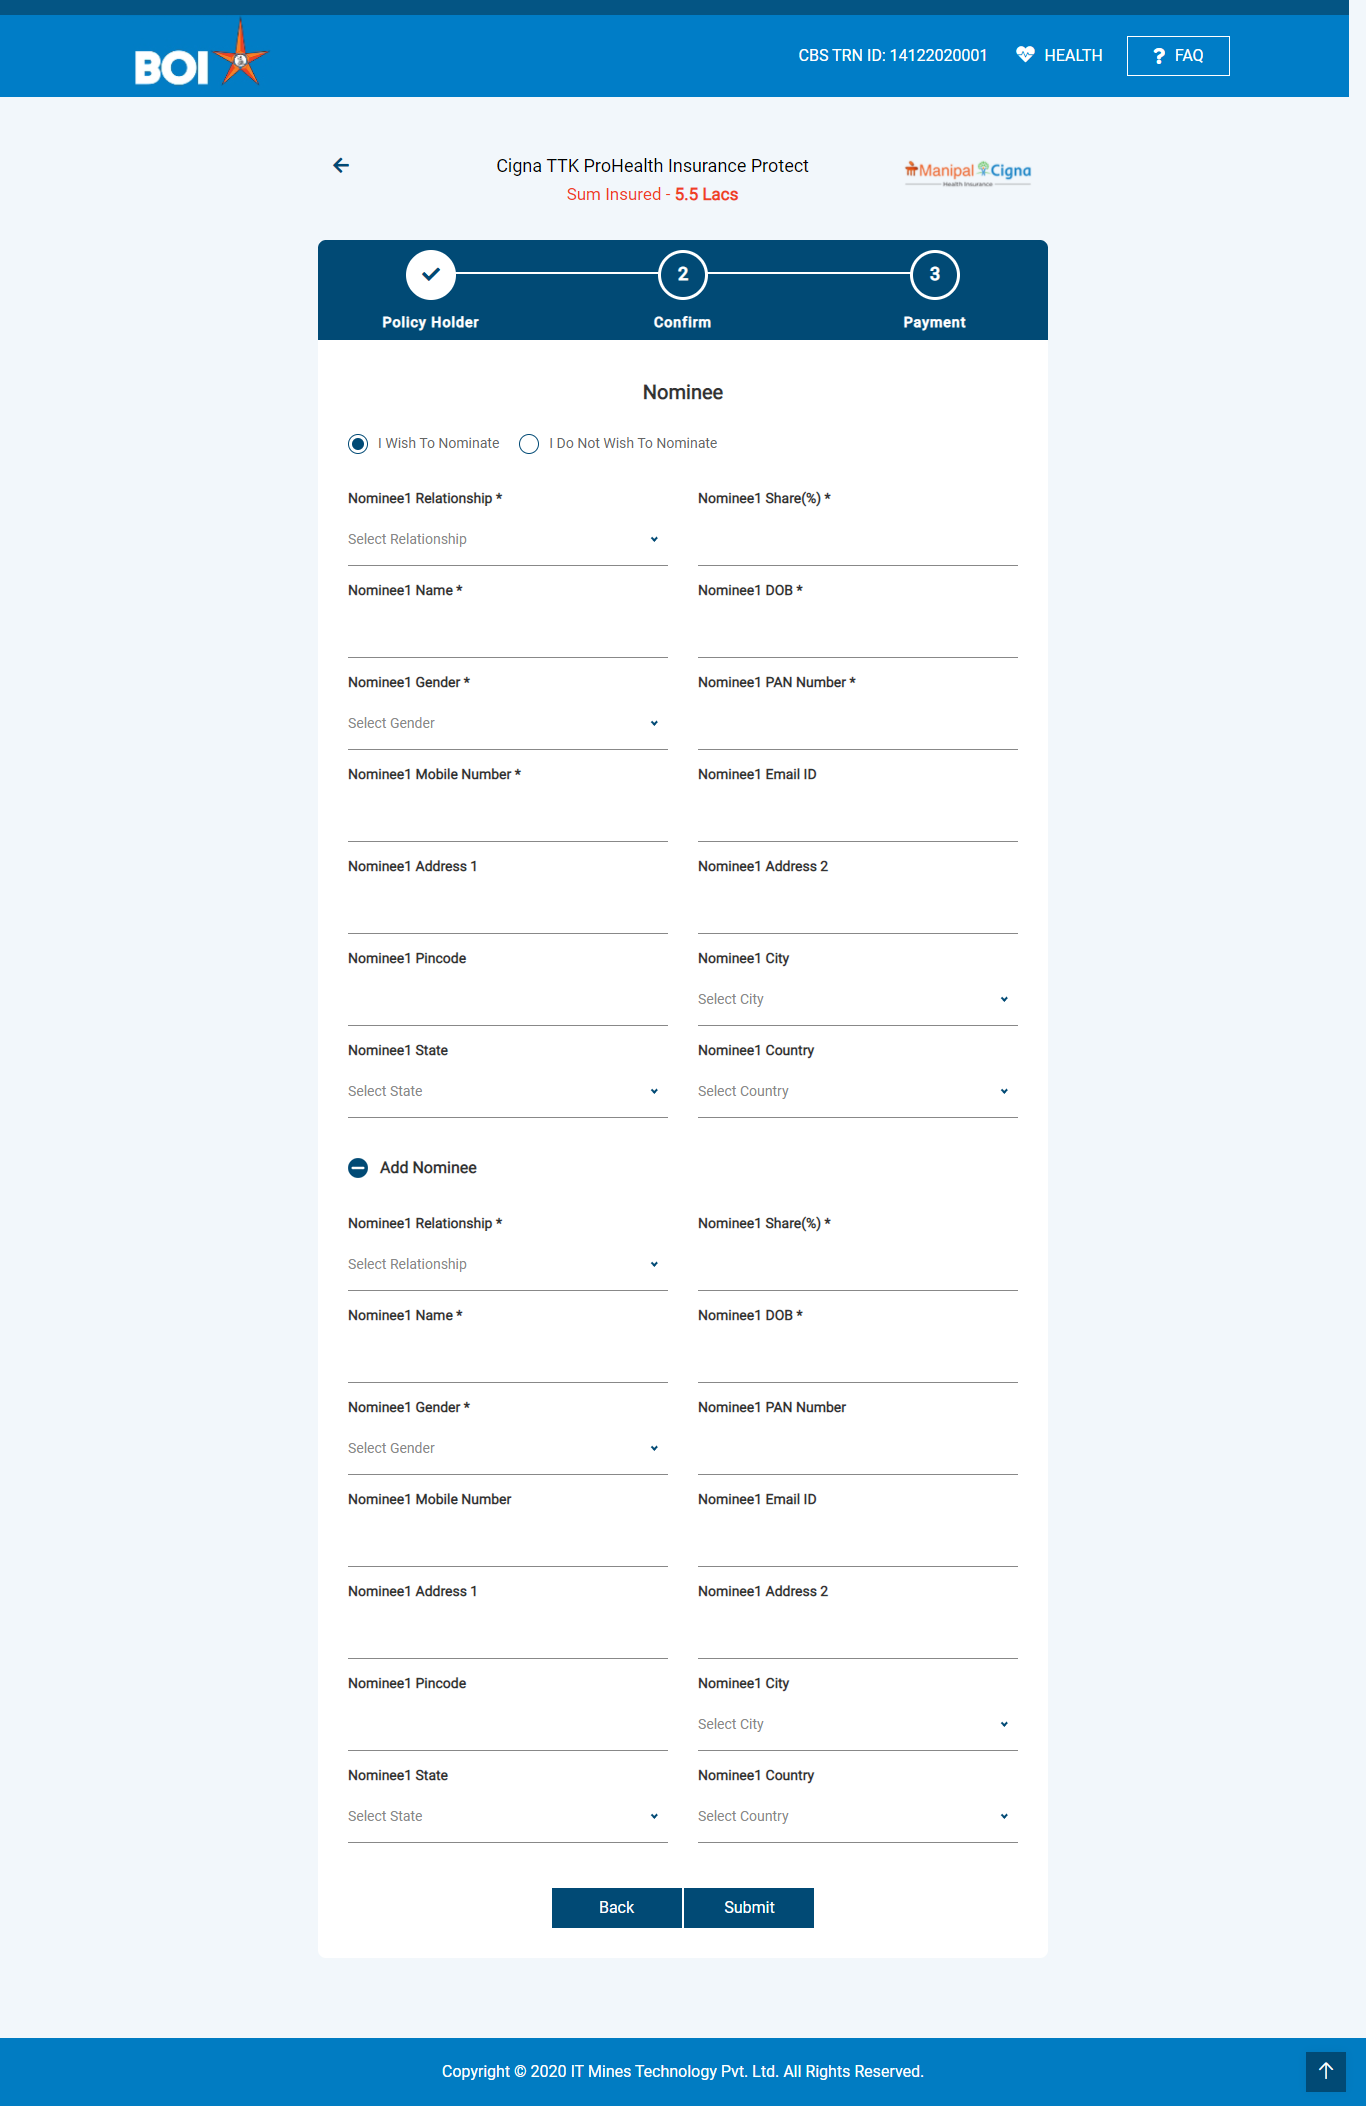 BOI
CBS TRN ID: 14122020001 HEALTH ? FAQ
Cigna TTK ProHealth Insurance Protect
Sum Insured - 5.5 Lacs
ManipalCigna
Health Insurance
2 3
Policy Holder Confirm Payment
Nominee
I Wish To Nominate I Do Not Wish To Nominate
Nominee1 Relationship * Nominee1 Share(%) *
Select Relationship
Nominee1 Name * Nominee1 DOB *
Nominee1 Gender * Nominee1 PAN Number *
Select Gender
Nominee1 Mobile Number * Nominee1 Email ID
Nominee1 Address 1 Nominee1 Address 2
Nominee1 Pincode Nominee1 City
Select City
Nominee1 State Nominee1 Country
Select State Select Country
Add Nominee
Nominee1 Relationship * Nominee1 Share(%) *
Select Relationship
Nominee1 Name * Nominee1 DOB *
Nominee1 Gender * Nominee1 PAN Number
Select Gender
Nominee1 Mobile Number Nominee1 Email ID
Nominee1 Address 1 Nominee1 Address 2
Nominee1 Pincode Nominee1 City
Select City
Nominee1 State Nominee1 Country
Select State Select Country
Back Submit
Copyright © 2020 IT Mines Technology Pvt. Ltd. All Rights Reserved.